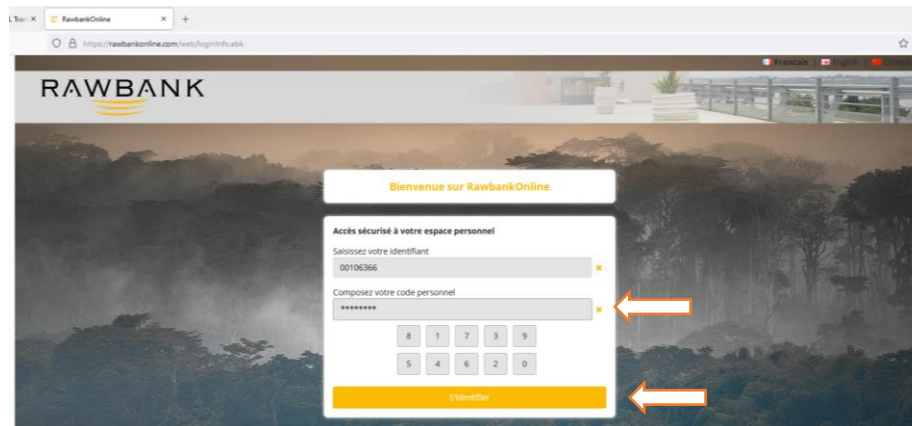 RawbankOnline
https://rawbankonline.com/web/loginInfo.ebk
Francais | English |
RAWBANK
Bienvenue sur RawbankOnline
Accès sécurisé à votre espace personnel
Saisissez votre identifiant
00106366
Composez votre code personnel
********
8 1 7 3 9
5 4 6 2 0
S'identifier